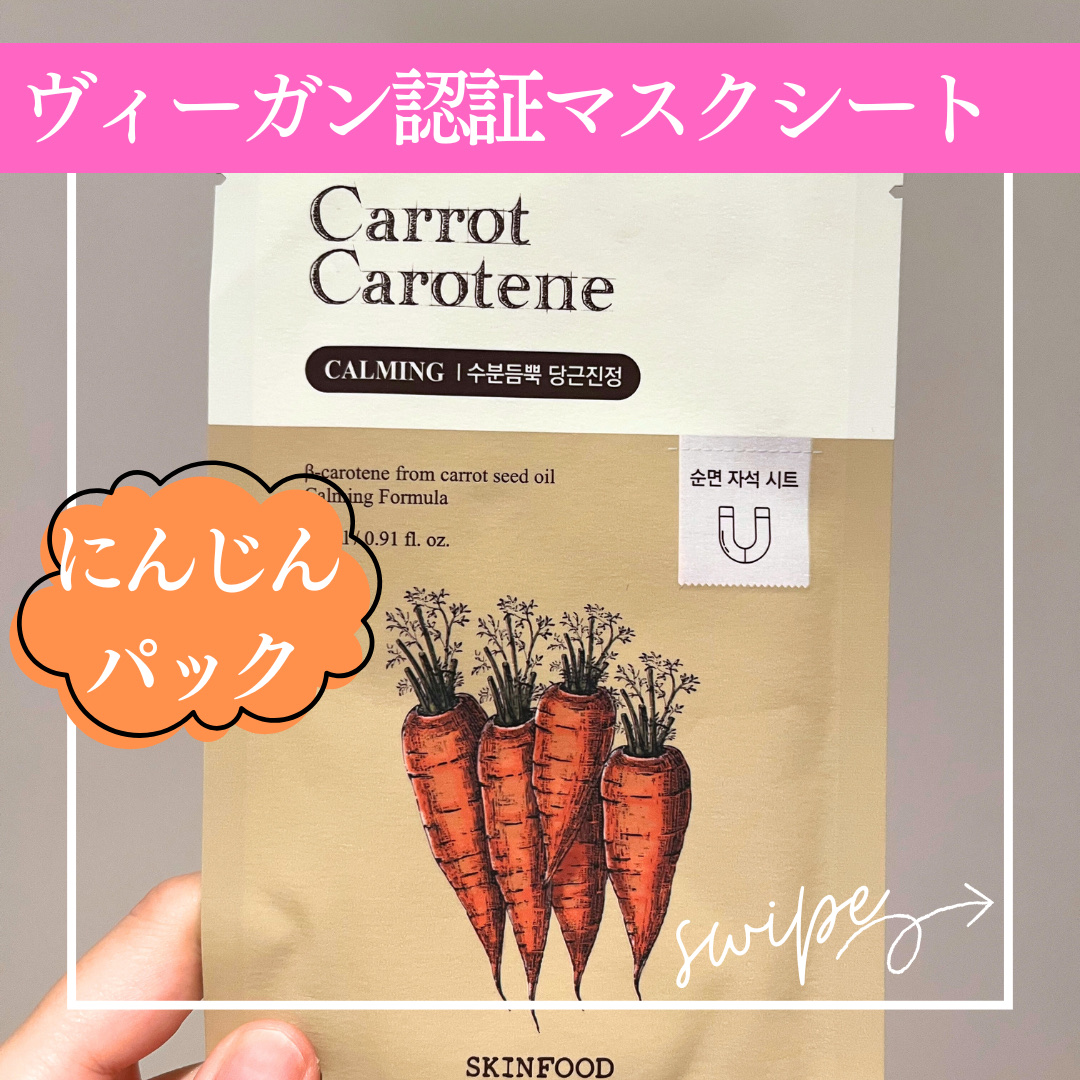 ヴィーガン認証マスクシート
Carrot
Carotene
CALMING | 수분듬뿍 당근진정
β-carotene from carrot seed oil
Calming Formula
/ 0.91 fl. oz.
순면 자석 시트
にんじん
パック
swipe
SKINFOOD